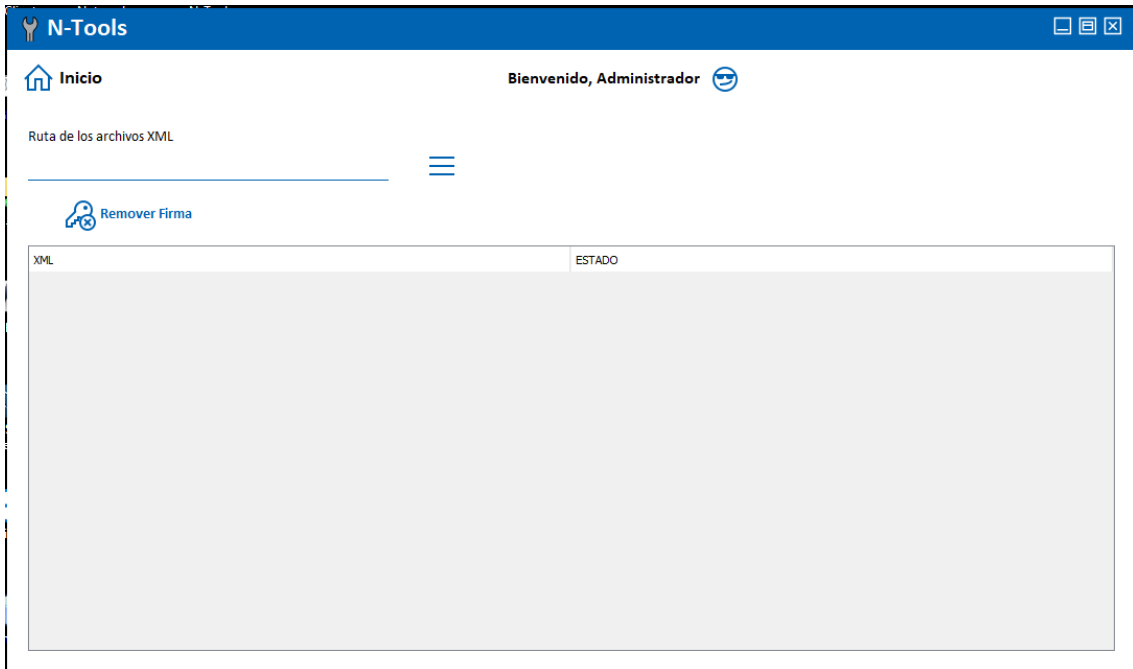 N-Tools
Inicio
Bienvenido, Administrador
Ruta de los archivos XML
Remover Firma
XML ESTADO